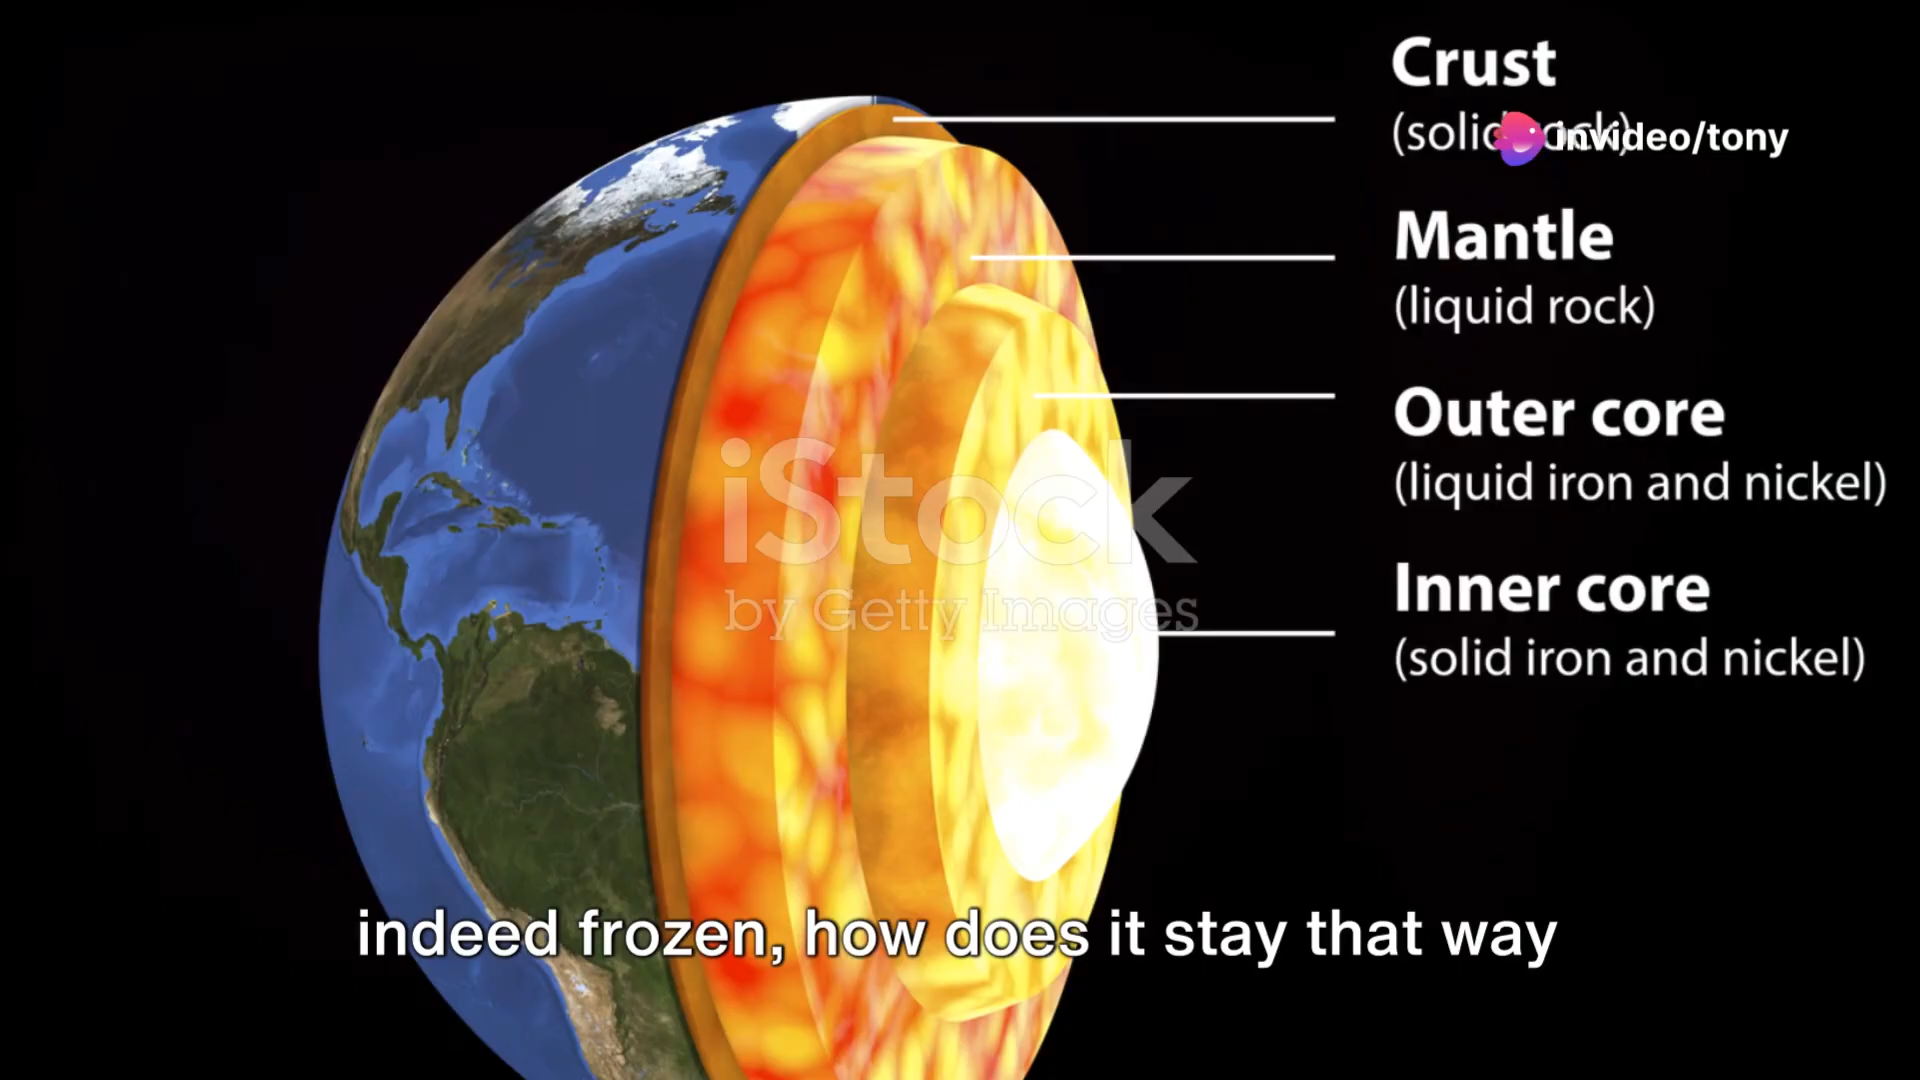 Crust
(solid rock)
invideo/tony
Mantle
(liquid rock)
Outer core
(liquid iron and nickel)
iStock
by Getty Images
Inner core
(solid iron and nickel)
indeed frozen, how does it stay that way